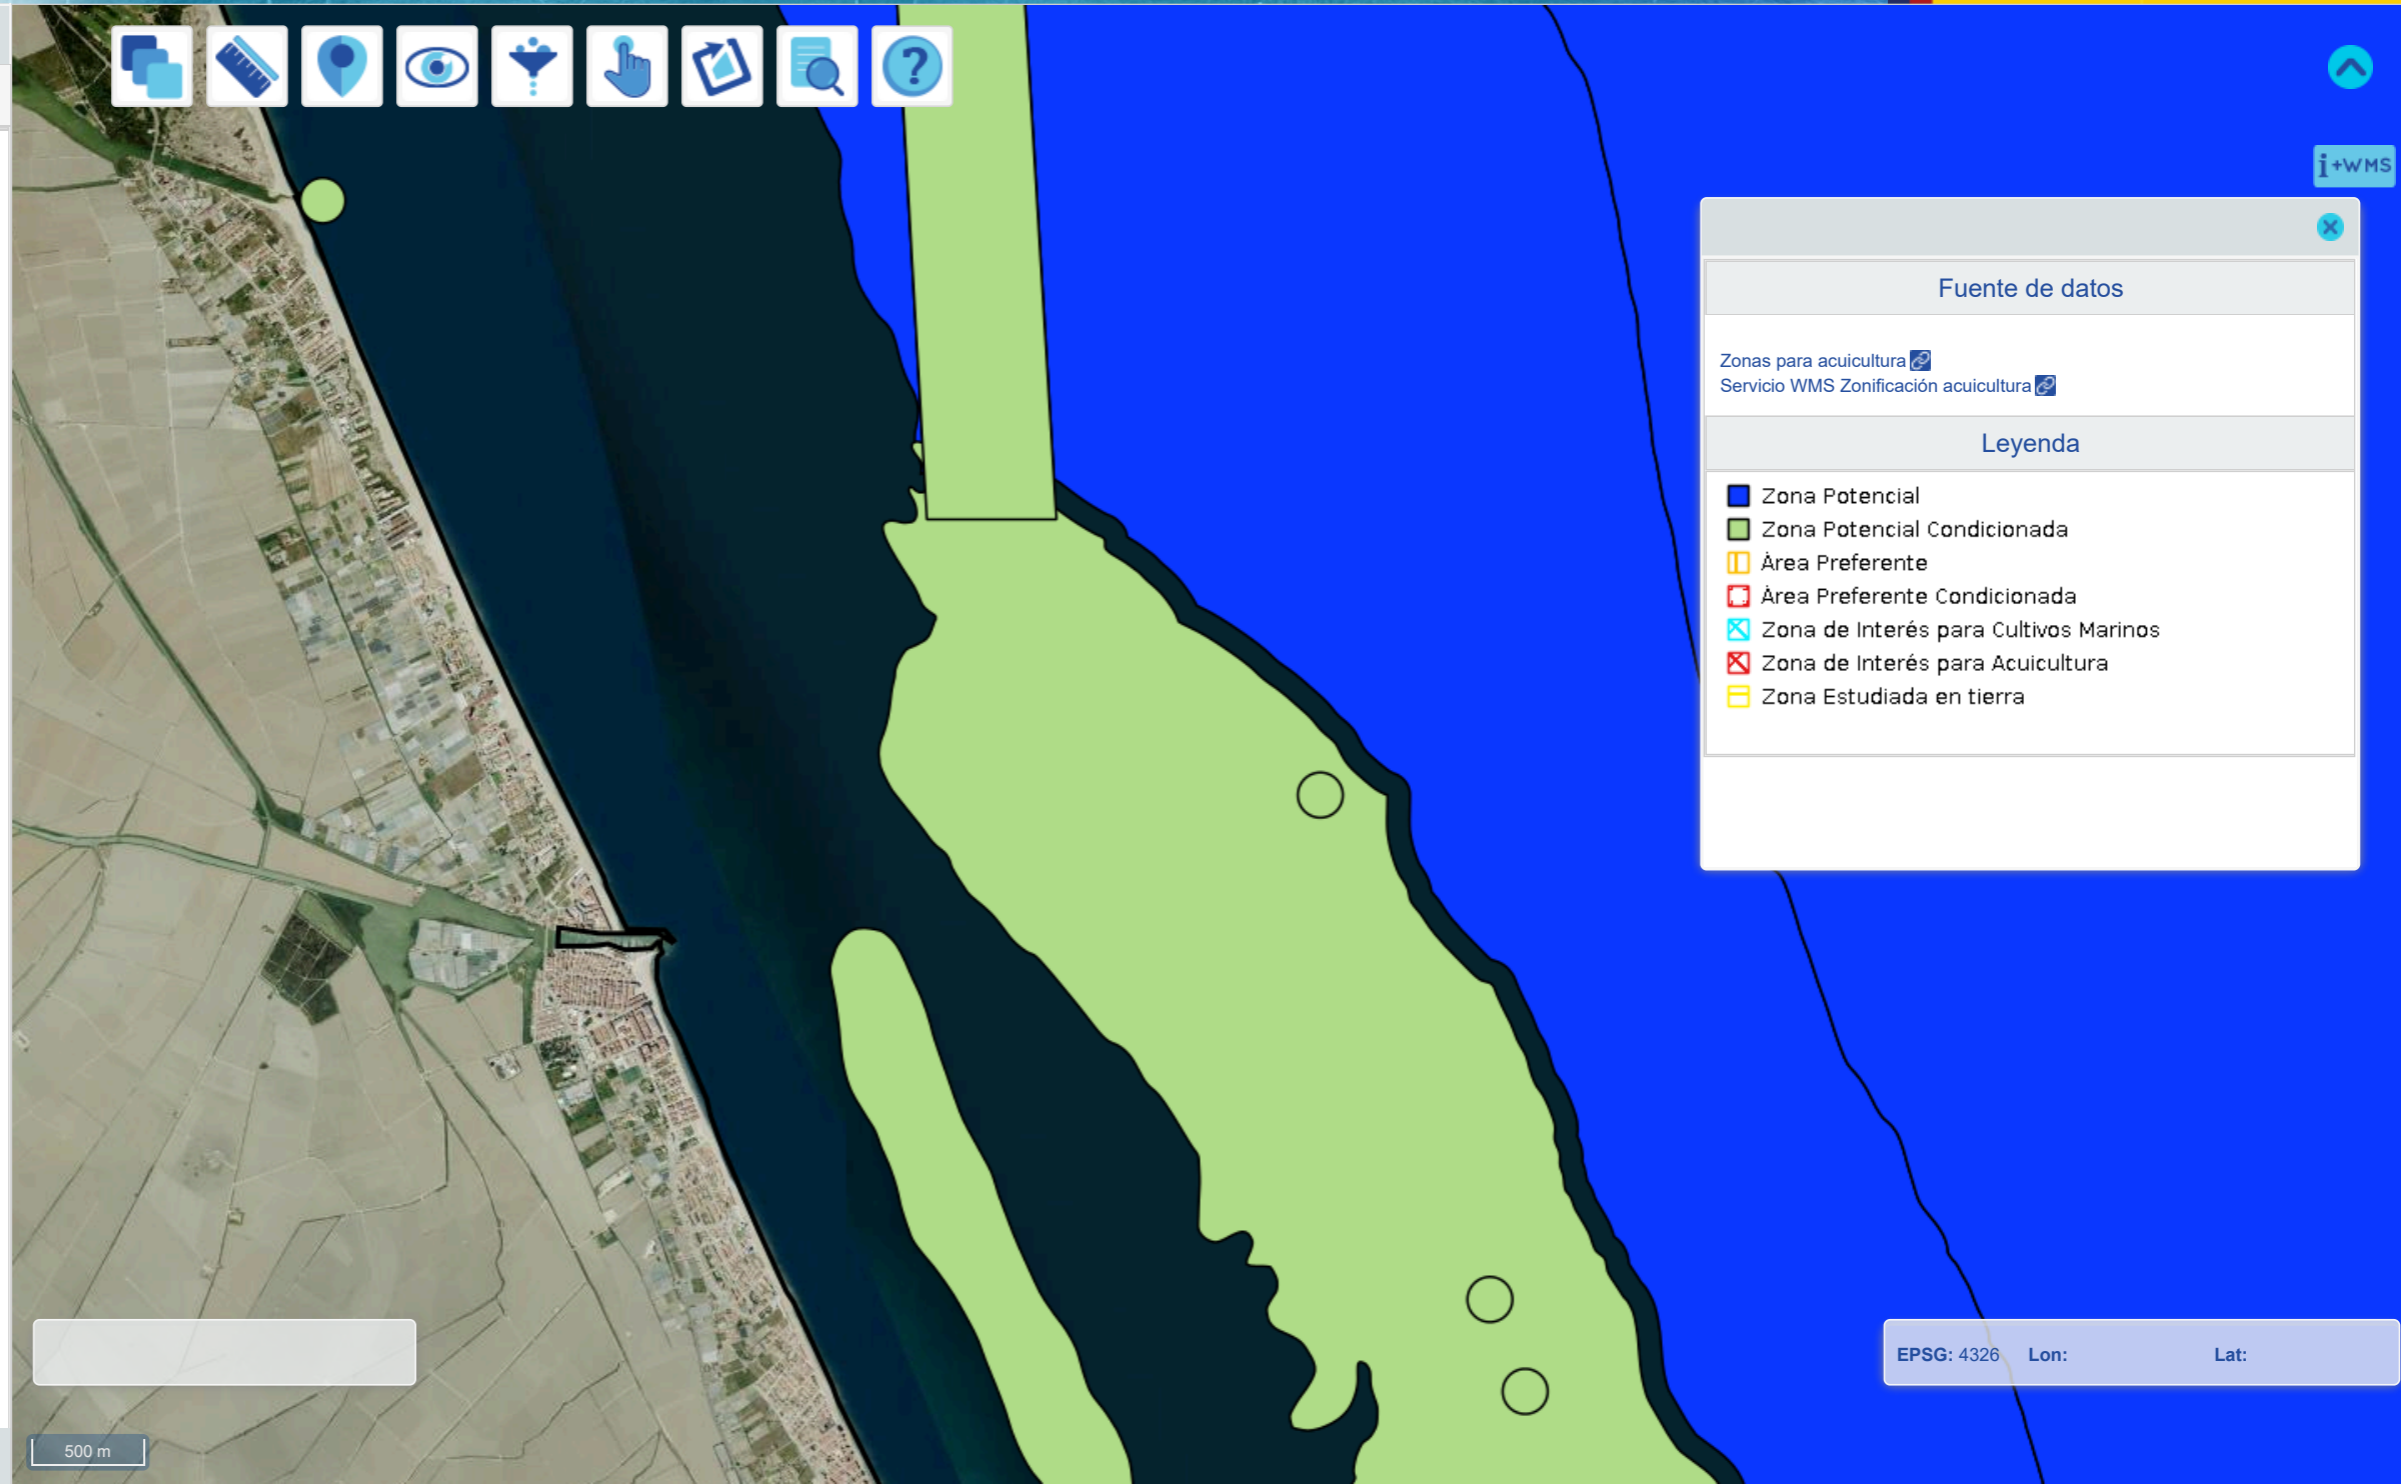 ?
i+WMS
Fuente de datos
Zonas para acuicultura
Servicio WMS Zonificación acuicultura
Leyenda
Zona Potencial
Zona Potencial Condicionada
Área Preferente
Área Preferente Condicionada
Zona de Interés para Cultivos Marinos
Zona de Interés para Acuicultura
Zona Estudiada en tierra
EPSG: 4326 Lon: Lat:
500 m